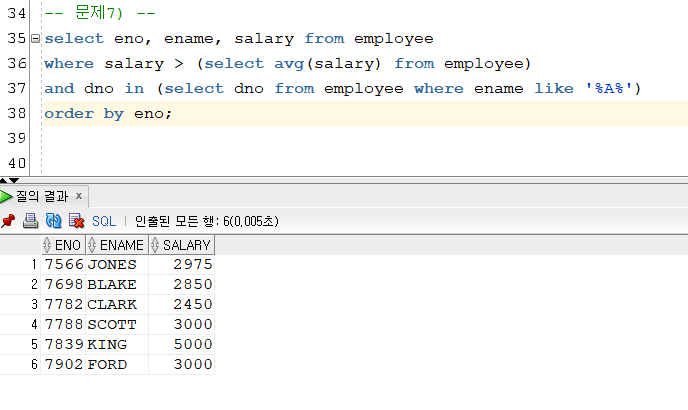 34 -- 문제7) --
35 select eno, ename, salary from employee
36 where salary > (select avg(salary) from employee)
37 and dno in (select dno from employee where ename like '%A%')
38 order by eno;
39
40
질의 결과 x
SQL | 인출된 모든 행: 6(0,005초)
ENO ENAME SALARY
1 7566 JONES 2975
2 7698 BLAKE 2850
3 7782 CLARK 2450
4 7788 SCOTT 3000
5 7839 KING 5000
6 7902 FORD 3000